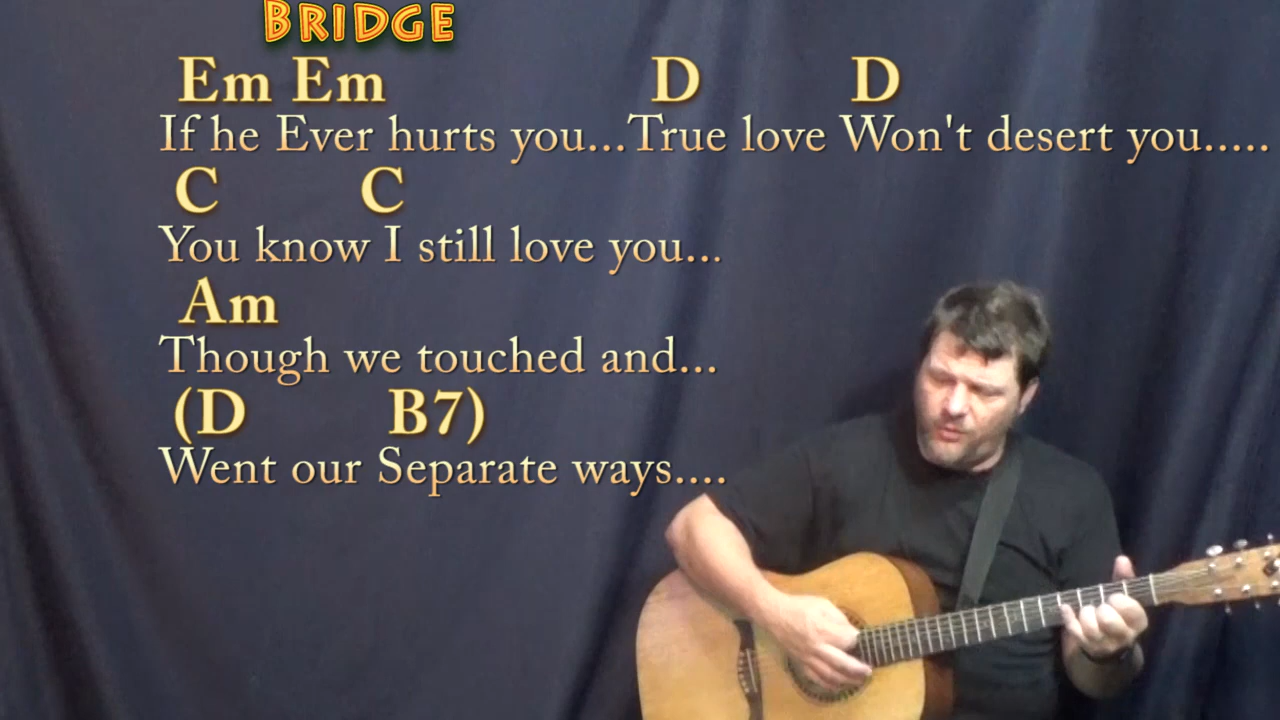 BRIDGE
Em Em D D
If he Ever hurts you...True love Won't desert you.....
C C
You know I still love you...
Am
Though we touched and...
(D B7)
Went our Separate ways....